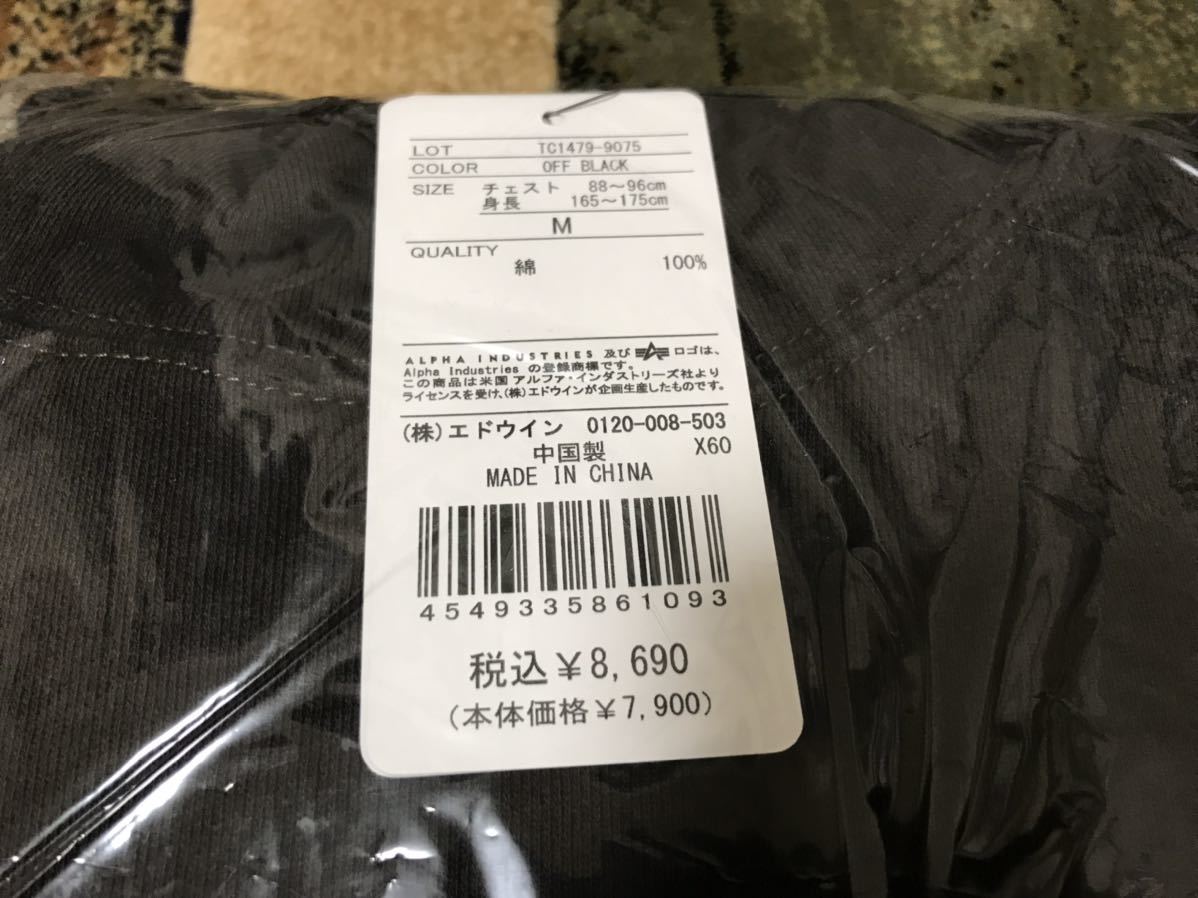 LOT TC1479-9075
COLOR OFF BLACK
SIZE チェスト 88～96cm
身長 165～175cm
M
QUALITY
綿 100%
ALPHA INDUSTRIES 及び ロゴは、
Alpha Industries の登録商標です。
この商品は米国 アルファ・インダストリーズ社より
ライセンスを受け、(株)エドウインが企画生産したものです。
(株)エドウイン 0120-008-503
中国製 X60
MADE IN CHINA
4549335861093
税込￥8,690
(本体価格￥7,900)